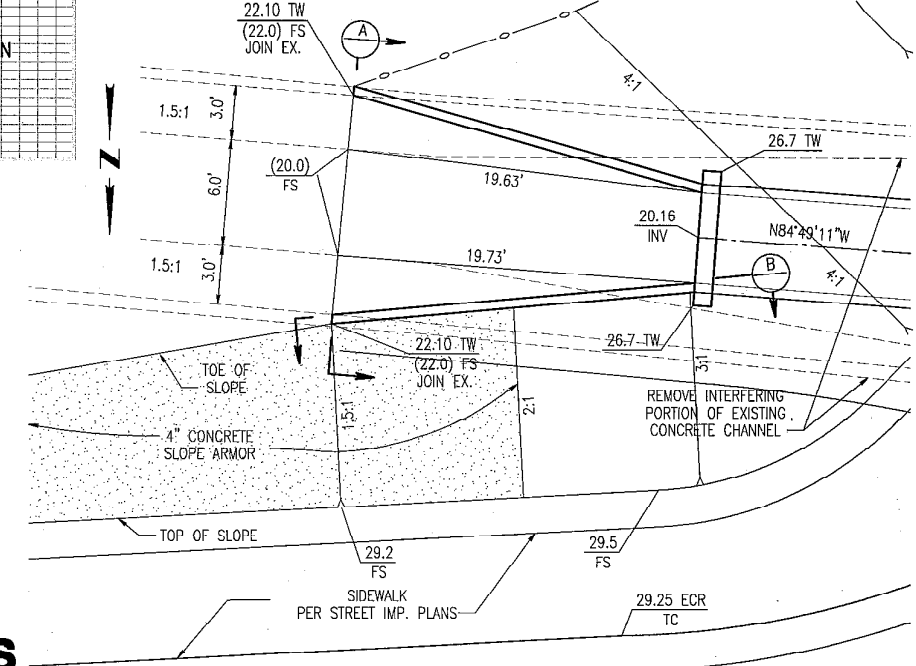 N
22.10 TW
(22.0) FS
JOIN EX.
A
1.5:1
3.0'
4:1
N
26.7 TW
(20.0)
FS
19.63'
6.0'
20.16
INV
N84°49'11"W
19.73'
1.5:1
3.0'
B
4:1
22.10 TW
(22.0) FS
JOIN EX.
26.7 TW
3:1
TOE OF
SLOPE
REMOVE INTERFERING
PORTION OF EXISTING
CONCRETE CHANNEL
1.5:1
2:1
4" CONCRETE
SLOPE ARMOR
TOP OF SLOPE
29.2
FS
29.5
FS
SIDEWALK
PER STREET IMP. PLANS
29.25 ECR
TC
S